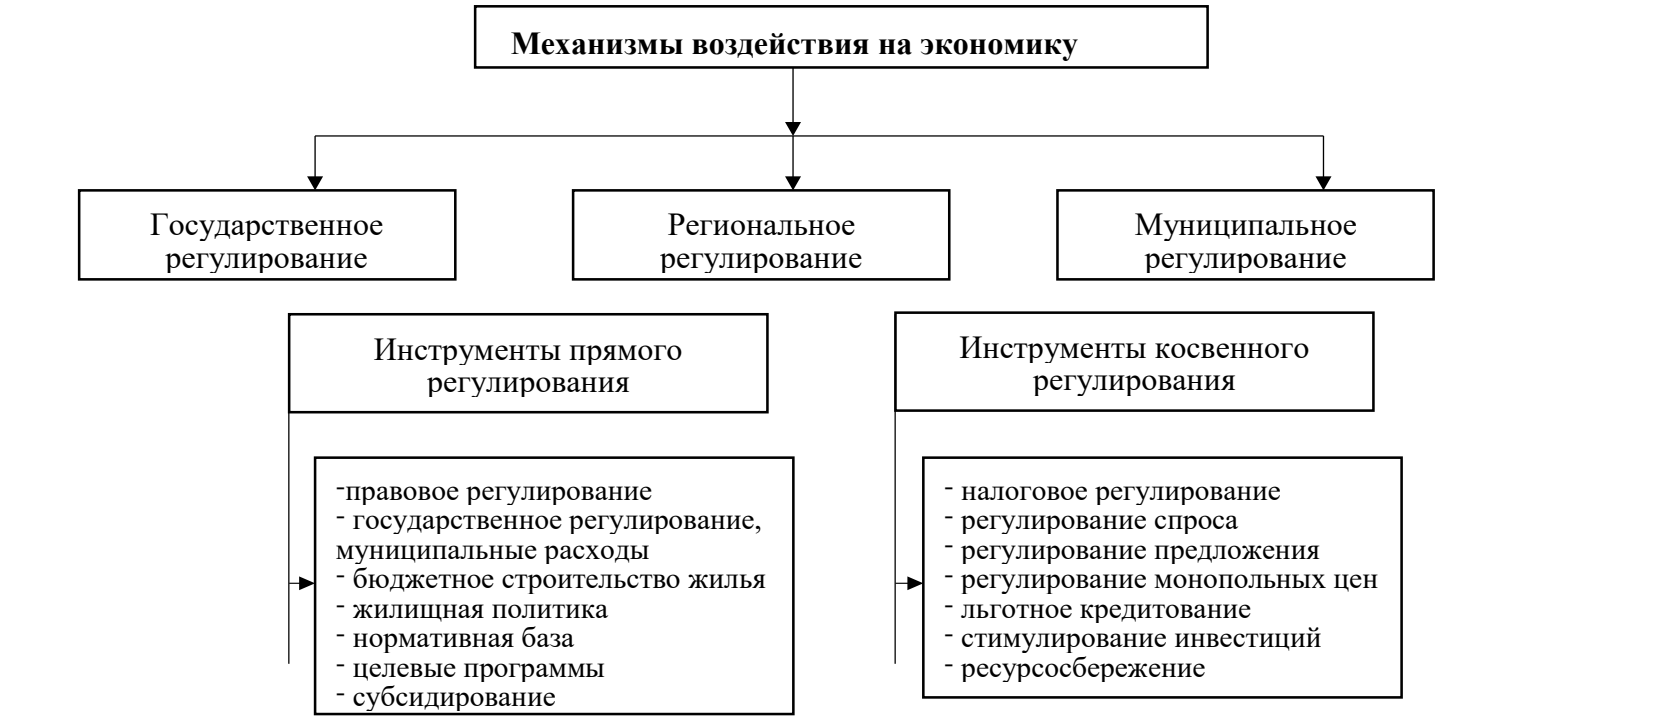 Механизмы воздействия на экономику
Государственное
регулирование
Региональное
регулирование
Муниципальное
регулирование
Инструменты прямого
регулирования
Инструменты косвенного
регулирования
-правовое регулирование
- государственное регулирование,
муниципальные расходы
- бюджетное строительство жилья
- жилищная политика
- нормативная база
- целевые программы
- субсидирование
- налоговое регулирование
- регулирование спроса
- регулирование предложения
- регулирование монопольных цен
- льготное кредитование
- стимулирование инвестиций
- ресурсосбережение